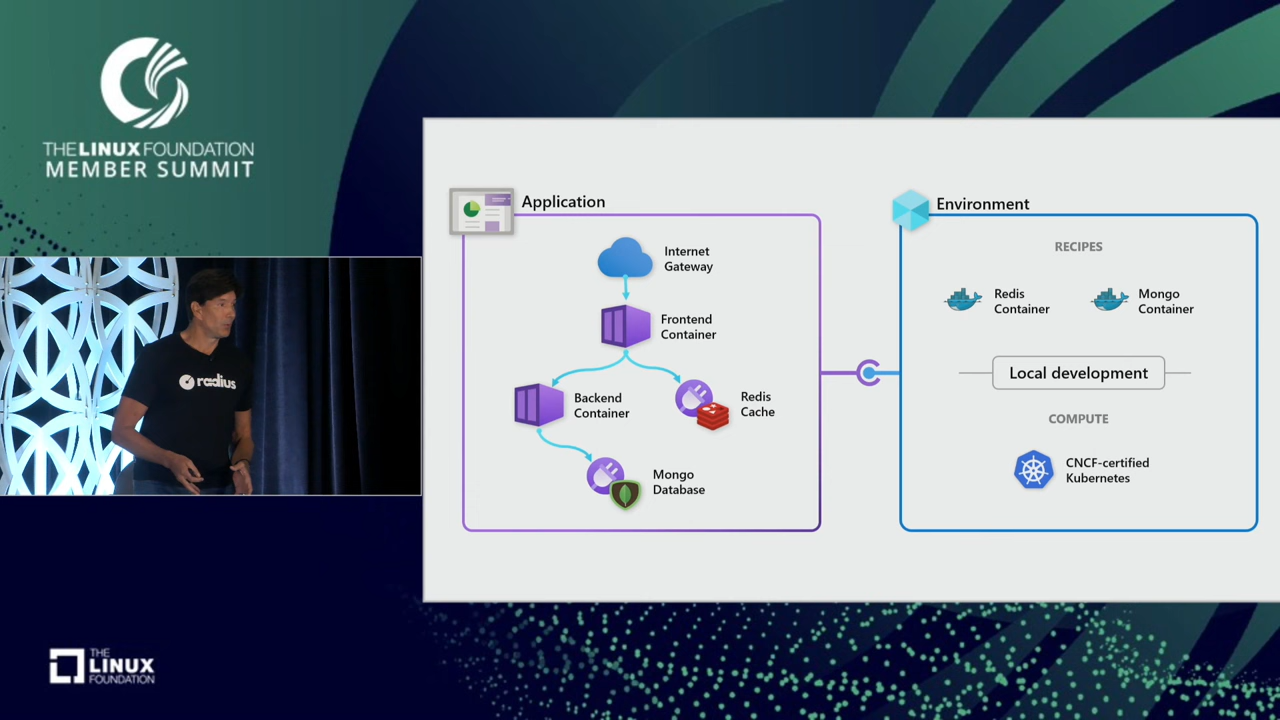 THE LINUX FOUNDATION
MEMBER SUMMIT
radius
THE
LINUX
FOUNDATION
Application
Internet
Gateway
Frontend
Container
Backend
Container
Redis
Cache
Mongo
Database
Environment
RECIPES
Redis
Container
Mongo
Container
Local development
COMPUTE
CNCF-certified
Kubernetes